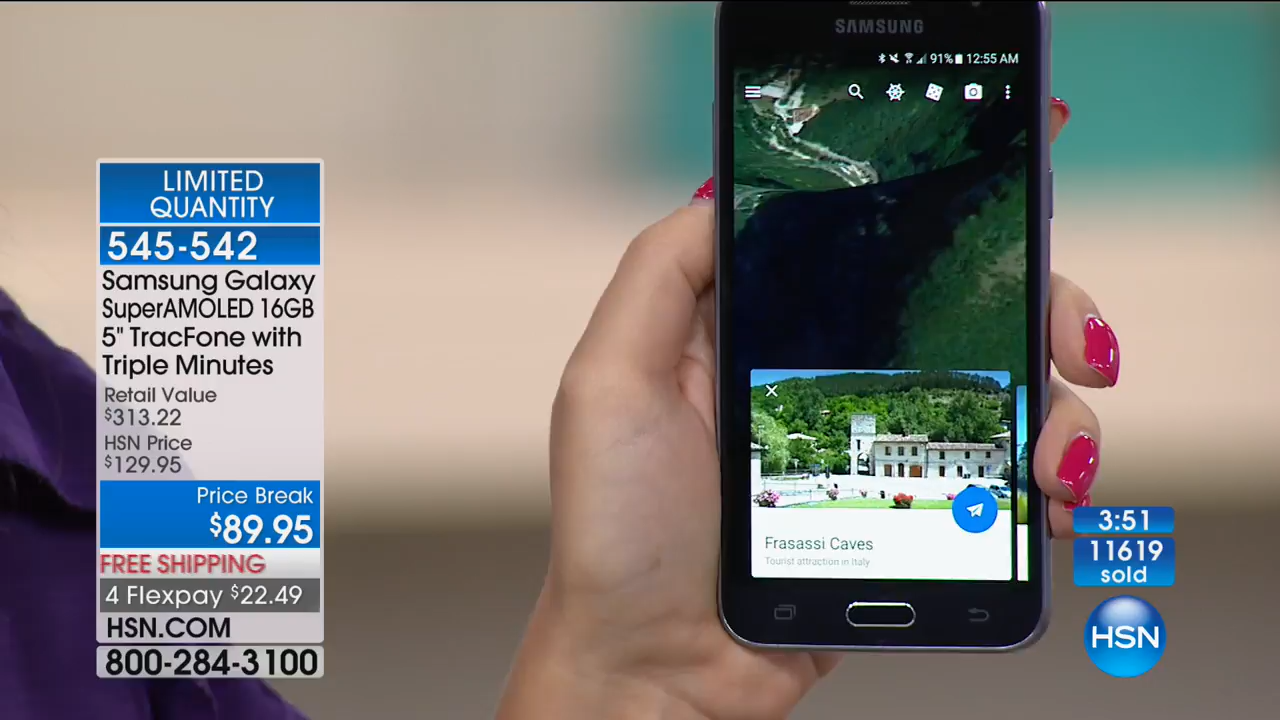 SAMSUNG
91% 12:55 AM
LIMITED
QUANTITY
545-542
Samsung Galaxy
SuperAMOLED 16GB
5" TracFone with
Triple Minutes
Retail Value
$313.22
HSN Price
$129.95
Price Break
$89.95
FREE SHIPPING
4 Flexpay $22.49
HSN.COM
800-284-3100
Frasassi Caves
Tourist attraction in Italy
3:51
11619
sold
HSN